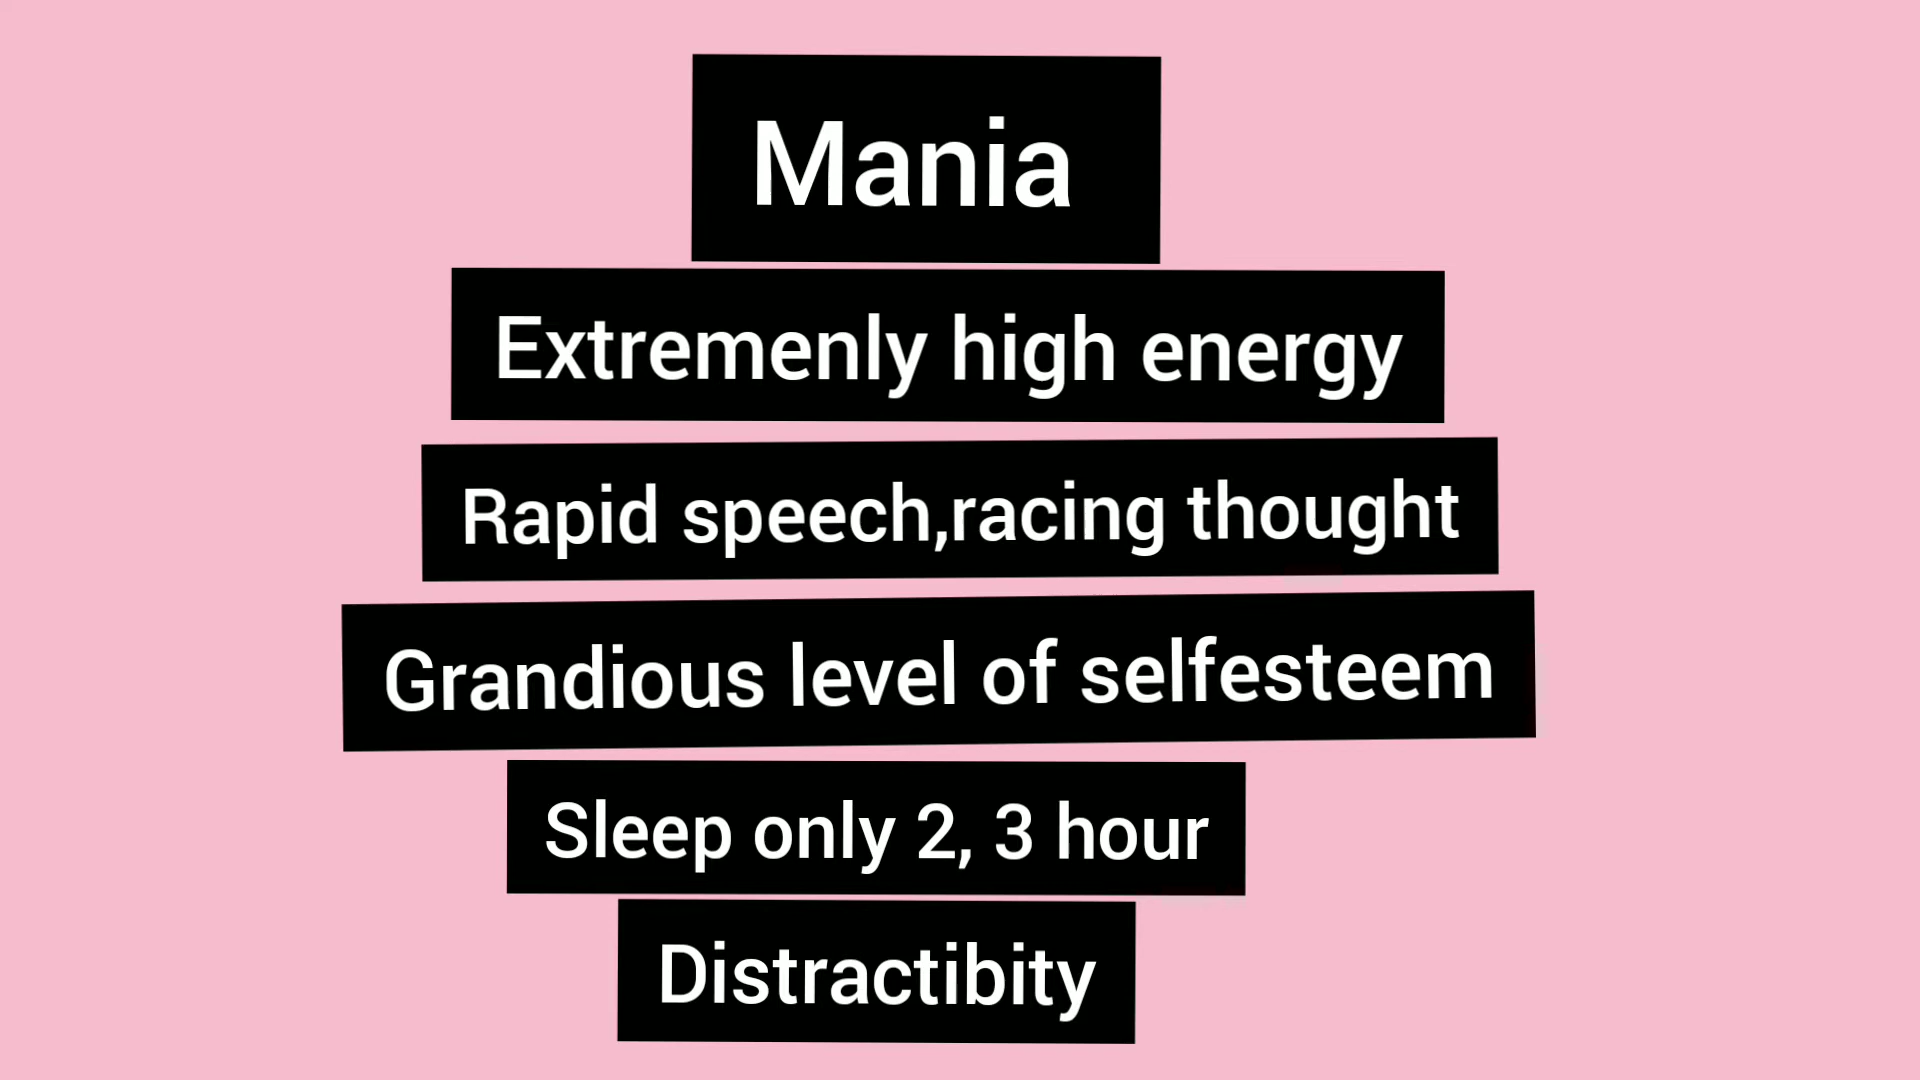 Mania
Extremenly high energy
Rapid speech,racing thought
Grandious level of selfesteem
Sleep only 2, 3 hour
Distractibity